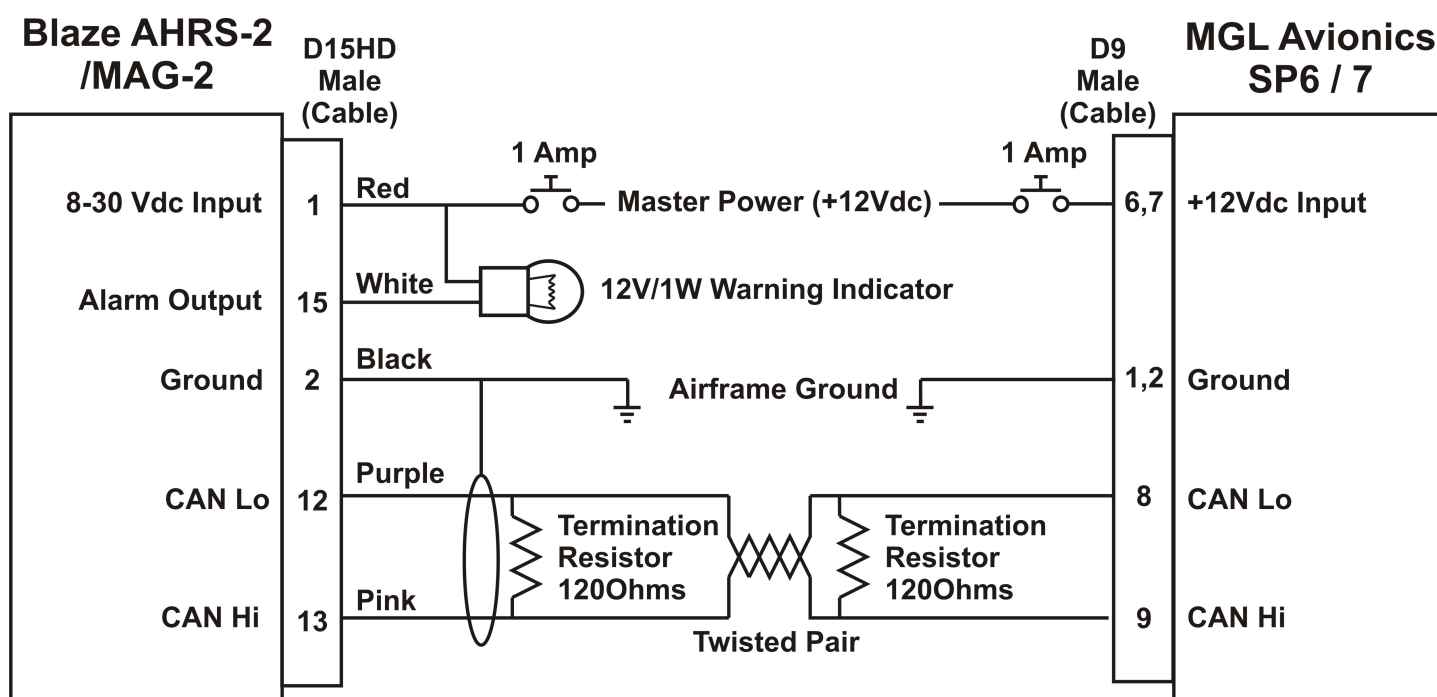 Blaze AHRS-2
/MAG-2
D15HD
Male
(Cable)
D9
Male
(Cable)
MGL Avionics
SP6 / 7
8-30 Vdc Input
1
Red
1 Amp
Master Power (+12Vdc)
1 Amp
6,7
+12Vdc Input
Alarm Output
15
White
12V/1W Warning Indicator
Ground
2
Black
Airframe Ground
1,2
Ground
CAN Lo
12
Purple
Termination
Resistor
120Ohms
Termination
Resistor
120Ohms
8
CAN Lo
CAN Hi
13
Pink
Twisted Pair
9
CAN Hi